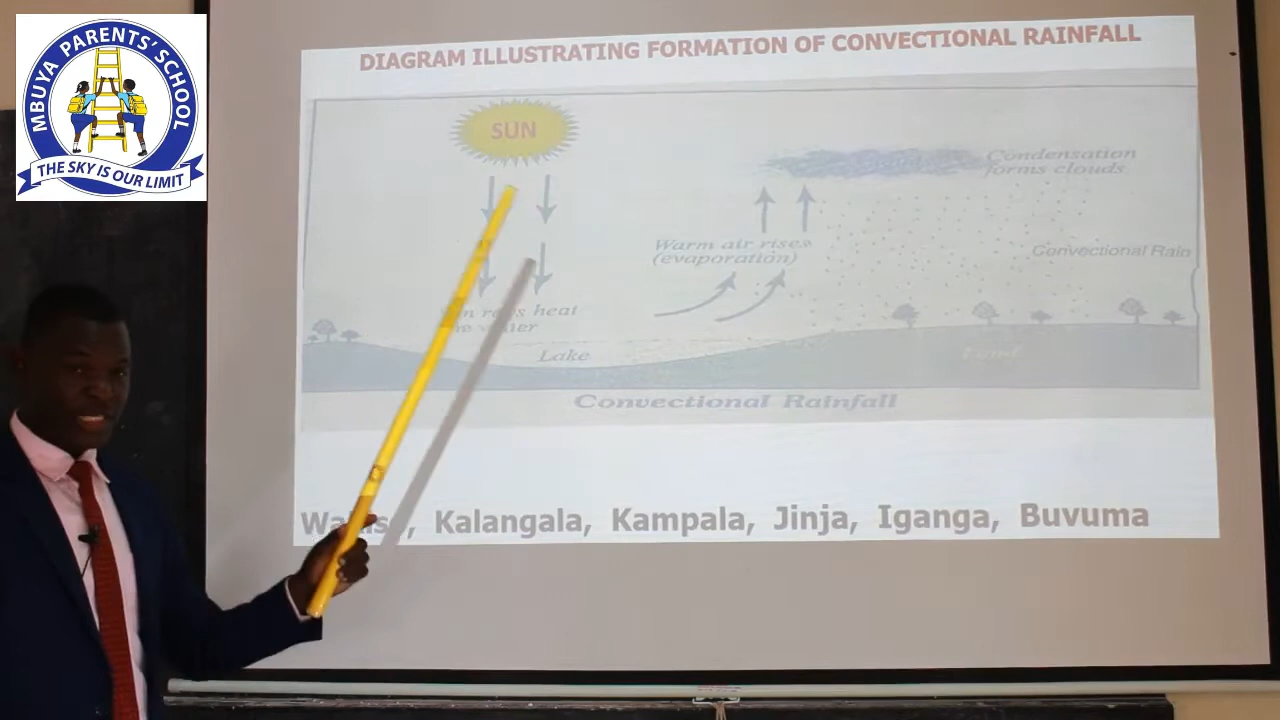 MBUYA PARENTS' SCHOOL
THE SKY IS OUR LIMIT
DIAGRAM ILLUSTRATING FORMATION OF CONVECTIONAL RAINFALL
SUN
Condensation
forms clouds
Warm air rises
(evaporation)
Convectional Rain
heat
Lake
Land
Convectional Rainfall
Kalangala, Kampala, Jinja, Iganga, Buvuma